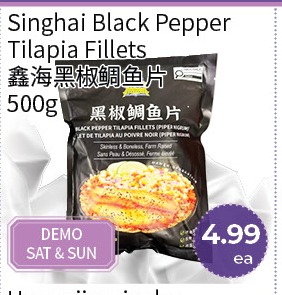 Singhai Black Pepper
Tilapia Fillets
鑫海黑椒鲷鱼片
500g
黑椒鲷鱼片
BLACK PEPPER TILAPIA FILLETS (PIPER NIGRUM)
ET DE TILAPIA AU POIVRE NOIR (PIPER NIGRUM)
Skinless & Boneless, Farm Raised
Sans Peau & Désossé, Ferme Élevé
DEMO
SAT & SUN
4.99
ea